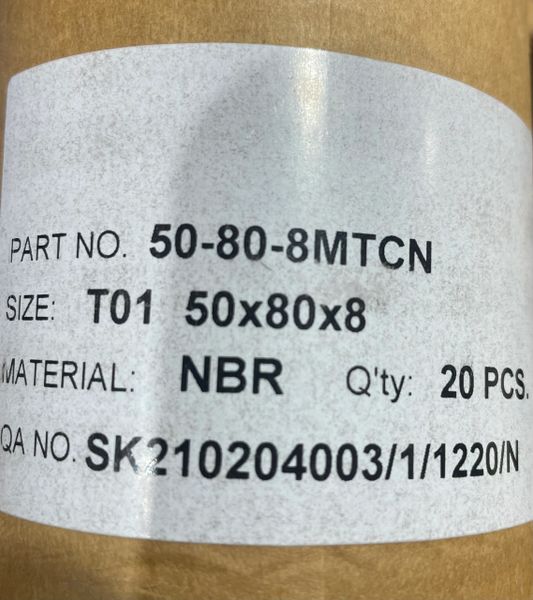 PART NO. 50-80-8MTCN
SIZE: T01 50x80x8
MATERIAL: NBR Q'ty: 20 PCS.
QA NO. SK210204003/1/1220/N